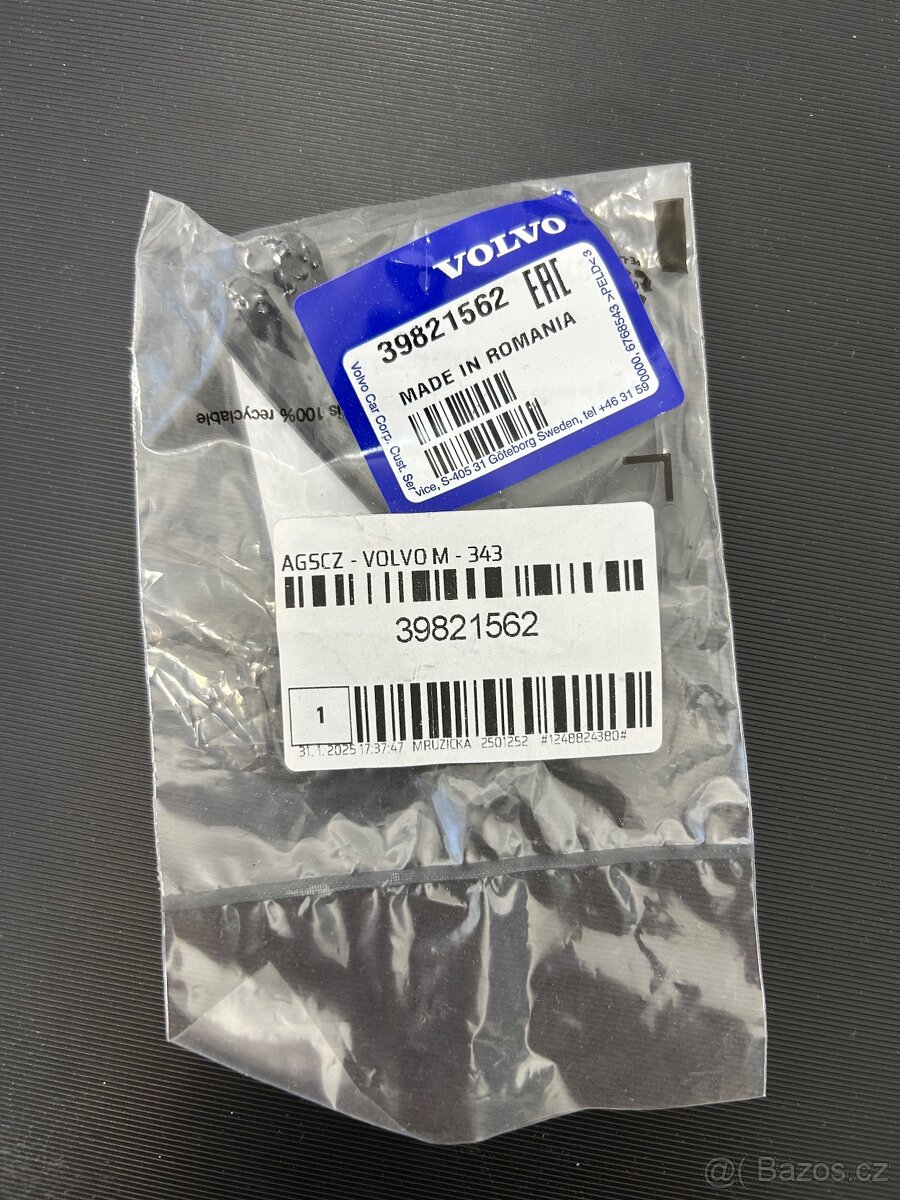 VOLVO
39821562 EAC
MADE IN ROMANIA
Volvo Car Corp. Cust. Ser
vice, S-405 31 Göteborg Sweden, tel +46 31 59
0000, 6768543 >PELD<3
is 100% recyclable
AGSCZ - VOLVO M - 343
39821562
1
31.1.2025 17:37:47 MRUZICKA 2501252 #1248824380#
@( Bazos.cz